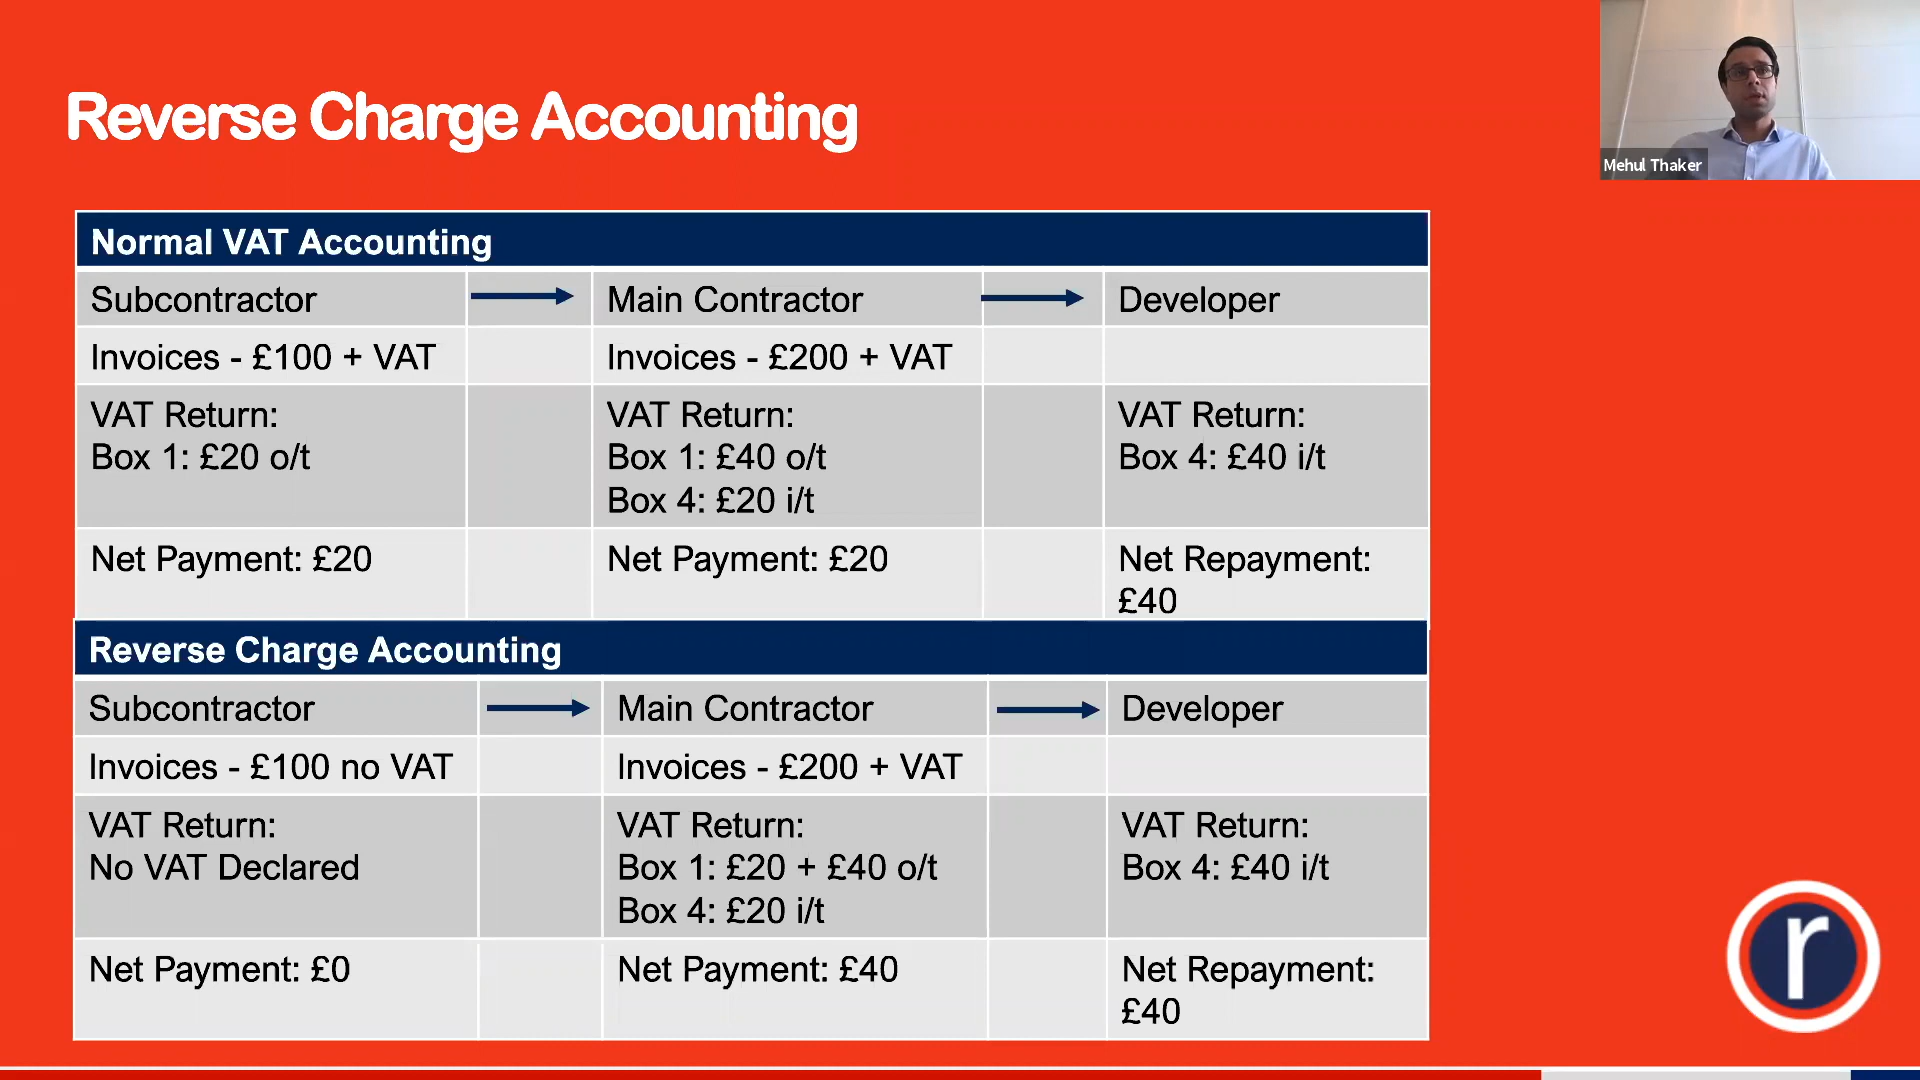 Reverse Charge Accounting
Mehul Thaker
Normal VAT Accounting
Subcontractor
Main Contractor
Developer
Invoices - £100 + VAT
Invoices - £200 + VAT
VAT Return:
Box 1: £20 o/t
VAT Return:
Box 1: £40 o/t
Box 4: £20 i/t
VAT Return:
Box 4: £40 i/t
Net Payment: £20
Net Payment: £20
Net Repayment:
£40
Reverse Charge Accounting
Subcontractor
Main Contractor
Developer
Invoices - £100 no VAT
Invoices - £200 + VAT
VAT Return:
No VAT Declared
VAT Return:
Box 1: £20 + £40 o/t
Box 4: £20 i/t
VAT Return:
Box 4: £40 i/t
Net Payment: £0
Net Payment: £40
Net Repayment:
£40
r